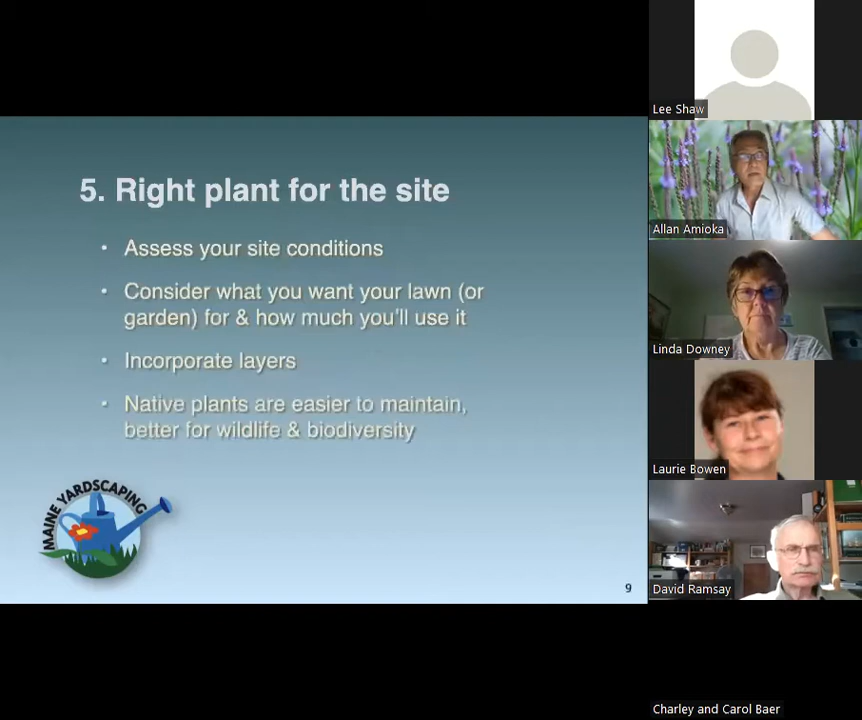 5. Right plant for the site
• Assess your site conditions
• Consider what you want your lawn (or
garden) for & how much you'll use it
• Incorporate layers
• Native plants are easier to maintain,
better for wildlife & biodiversity
MAINE YARDSCAPING
9
Lee Shaw
Allan Amioka
Linda Downey
Laurie Bowen
David Ramsay
Charley and Carol Baer